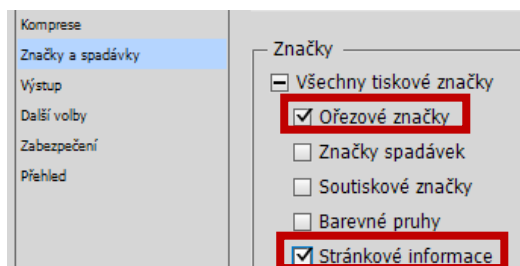 Komprese
Značky a spadávky
Výstup
Další volby
Zabezpečení
Přehled
Značky
Všechny tiskové značky
Ořezové značky
Značky spadávek
Soutiskové značky
Barevné pruhy
Stránkové informace